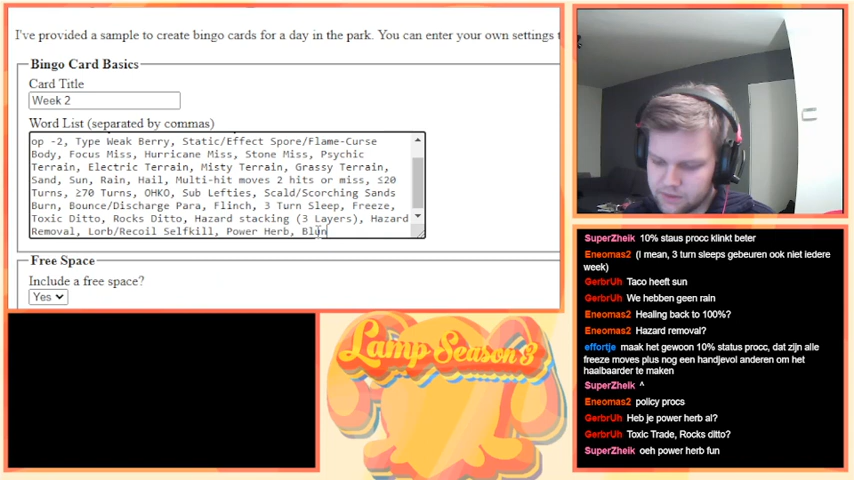 I've provided a sample to create bingo cards for a day in the park. You can enter your own settings t
Bingo Card Basics
Card Title
Week 2
Word List (separated by commas)
op -2, Type Weak Berry, Static/Effect Spore/Flame-Curse
Body, Focus Miss, Hurricane Miss, Stone Miss, Psychic
Terrain, Electric Terrain, Misty Terrain, Grassy Terrain,
Sand, Sun, Rain, Hail, Multi-hit moves 2 hits or miss, ≤20
Turns, ≥70 Turns, OHKO, Sub Lefties, Scald/Scorching Sands
Burn, Bounce/Discharge Para, Flinch, 3 Turn Sleep, Freeze,
Toxic Ditto, Rocks Ditto, Hazard stacking (3 Layers), Hazard
Removal, Lorb/Recoil Selfkill, Power Herb, Blun
Free Space
Include a free space?
Yes
Lamp Season 3
SuperZheik 10% staus procc klinkt beter
Eneomas2 (I mean, 3 turn sleeps gebeuren ook niet iedere
week)
GerbrUh Taco heeft sun
GerbrUh We hebben geen rain
Eneomas2 Healing back to 100%?
Eneomas2 Hazard removal?
effortje maak het gewoon 10% status procc, dat zijn alle
freeze moves plus nog een handjevol anderen om het
haalbaarder te maken
SuperZheik ^
Eneomas2 policy procs
GerbrUh Heb je power herb al?
GerbrUh Toxic Trade, Rocks ditto?
SuperZheik oeh power herb fun